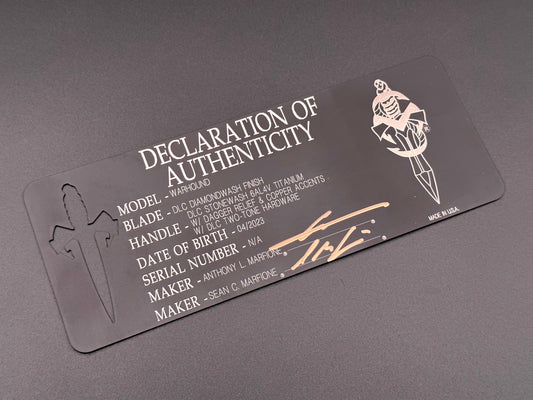 DECLARATION OF
AUTHENTICITY
MODEL - WARHOUND
BLADE - DLC DIAMONDWASH FINISH
HANDLE - DLC STONEWASH 6AL4V TITANIUM
W/ DAGGER RELIEF & COPPER ACCENTS
W/ DLC TWO-TONE HARDWARE
DATE OF BIRTH - 04/2023
SERIAL NUMBER - N/A
MAKER - ANTHONY L. MARFIONE
MAKER - SEAN C. MARFIONE
MADE IN U.S.A.